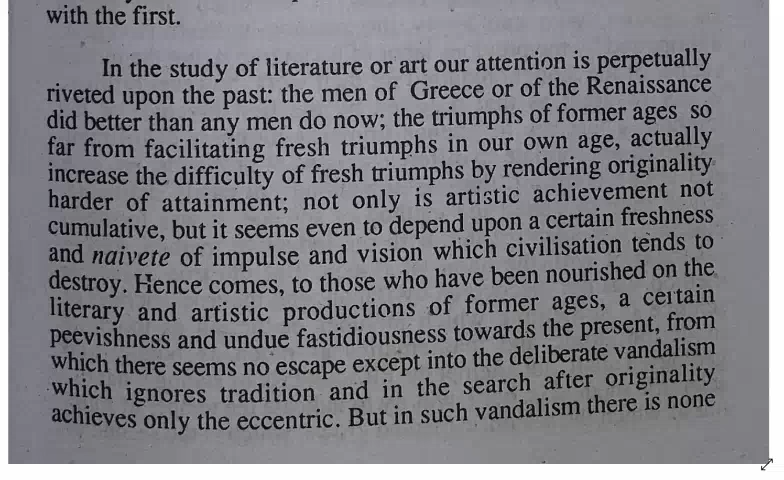 with the first.
In the study of literature or art our attention is perpetually
riveted upon the past: the men of Greece or of the Renaissance
did better than any men do now; the triumphs of former ages so
far from facilitating fresh triumphs in our own age, actually
increase the difficulty of fresh triumphs by rendering originality
harder of attainment; not only is artistic achievement not
cumulative, but it seems even to depend upon a certain freshness
and naivete of impulse and vision which civilisation tends to
destroy. Hence comes, to those who have been nourished on the
literary and artistic productions of former ages, a certain
peevishness and undue fastidiousness towards the present, from
which there seems no escape except into the deliberate vandalism
which ignores tradition and in the search after originality
achieves only the eccentric. But in such vandalism there is none